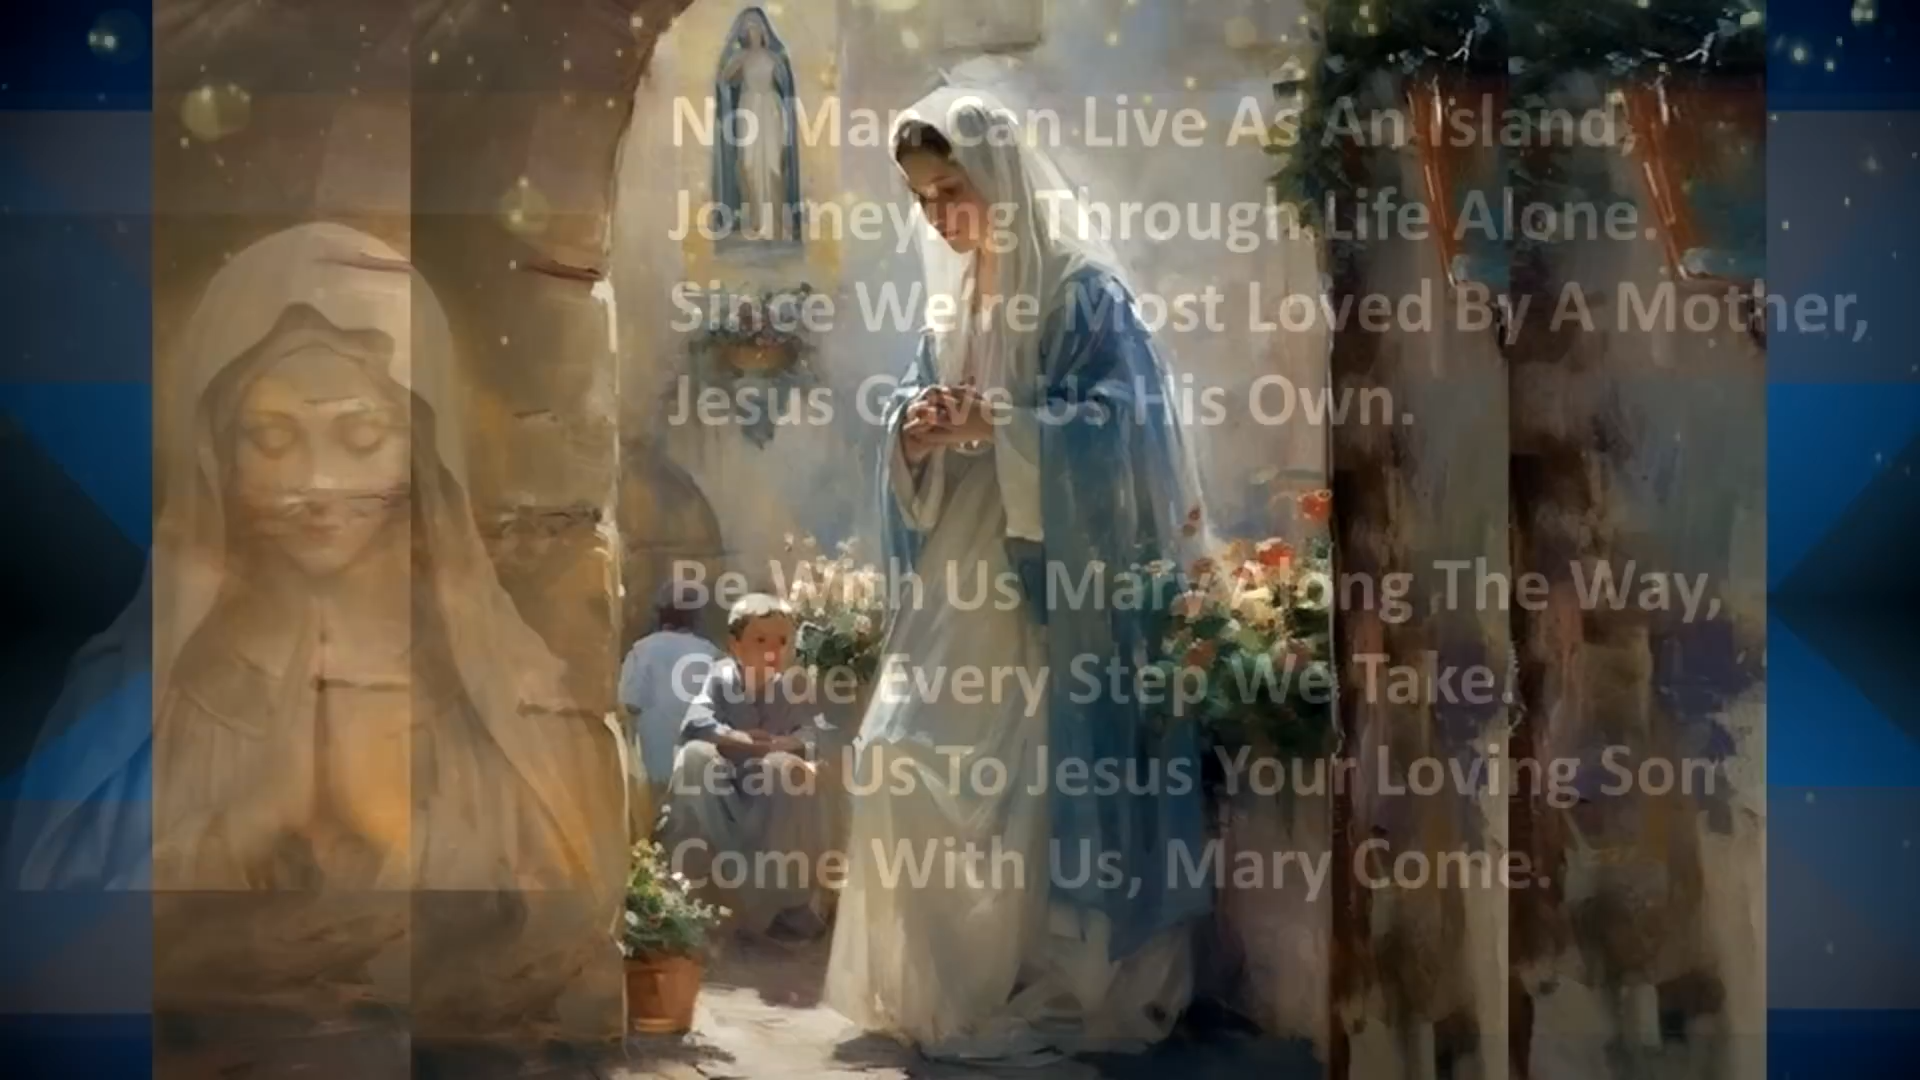 No Man Can Live As An Island,
Journeying Through Life Alone.
Since We're Most Loved By A Mother,
Jesus Gave Us His Own.
Be With Us Mary Along The Way,
Guide Every Step We Take.
Lead Us To Jesus Your Loving Son
Come With Us, Mary Come.